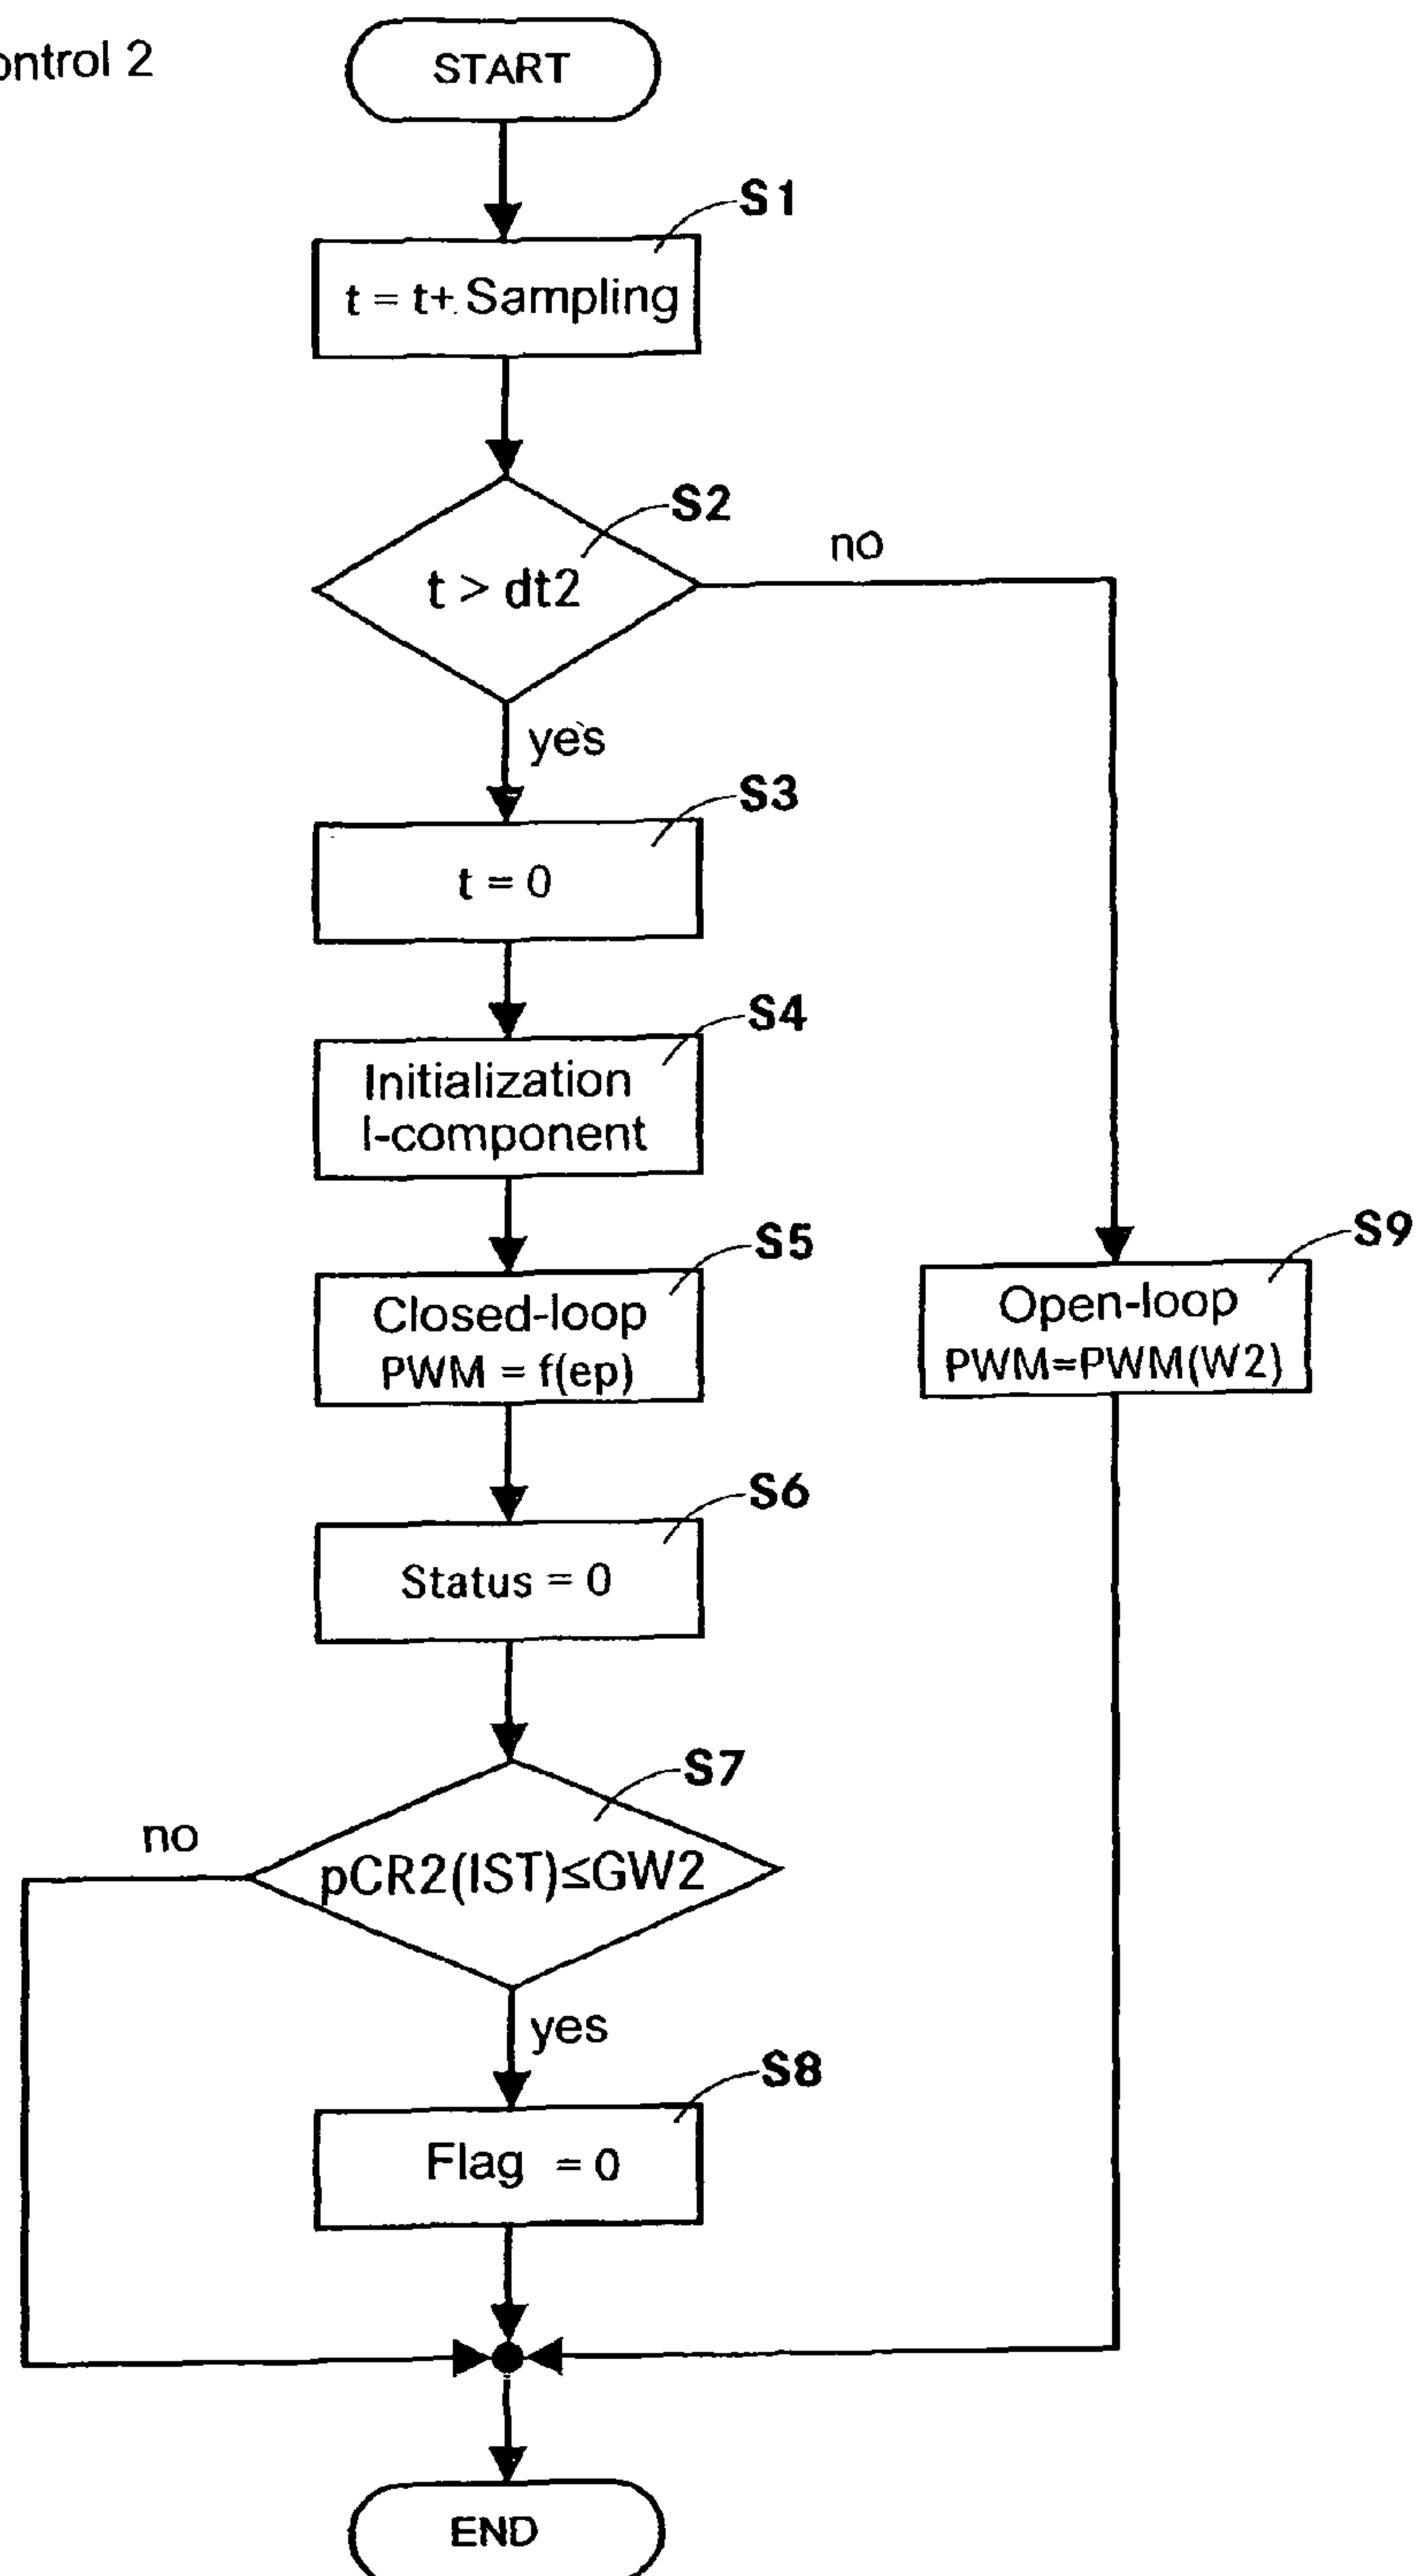 ontrol 2
START
S1
t = t+ Sampling
S2
t > dt2
no
yes
S3
t = 0
S4
Initialization
I-component
S5
Closed-loop
PWM = f(ep)
S9
Open-loop
PWM=PWM(W2)
S6
Status = 0
S7
no
pCR2(IST)≤GW2
yes
S8
Flag = 0
END